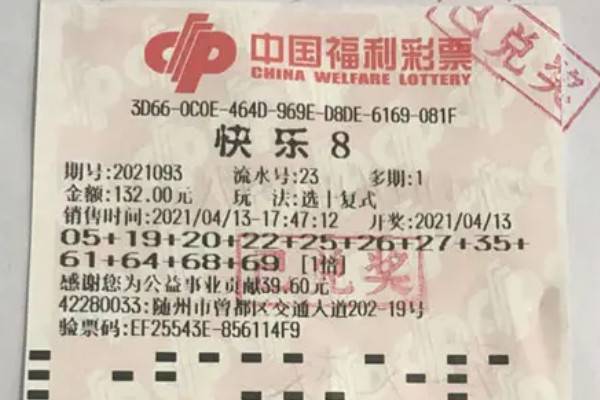 中国福利彩票
CHINA WELFARE LOTTERY
已兑奖
3D66-0C0E-464D-969E-D8DE-6169-081F
快乐8
期号:2021093 流水号:23 多期:1
金额:132.00元 玩法:选十复式
销售时间:2021/04/13-17:47:12 开奖:2021/04/13
05+19+20+22+25+26+27+35+
61+64+68+69 [1倍]
已兑奖
感谢您为公益事业贡献39.60元
42280033:随州市曾都区交通大道202-19号
验票码:EF25543E-856114F9